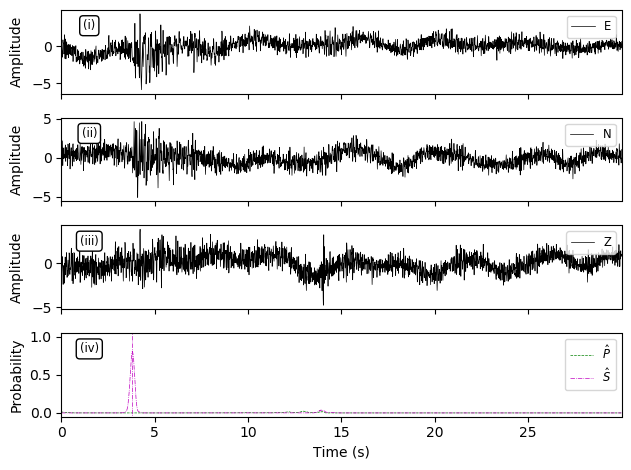 (i)
E
Amplitude
0
−5
(ii)
N
Amplitude
5
0
−5
(iii)
Z
Amplitude
0
−5
(iv)
P̂
Ŝ
Probability
1.0
0.5
0.0
0 5 10 15 20 25
Time (s)